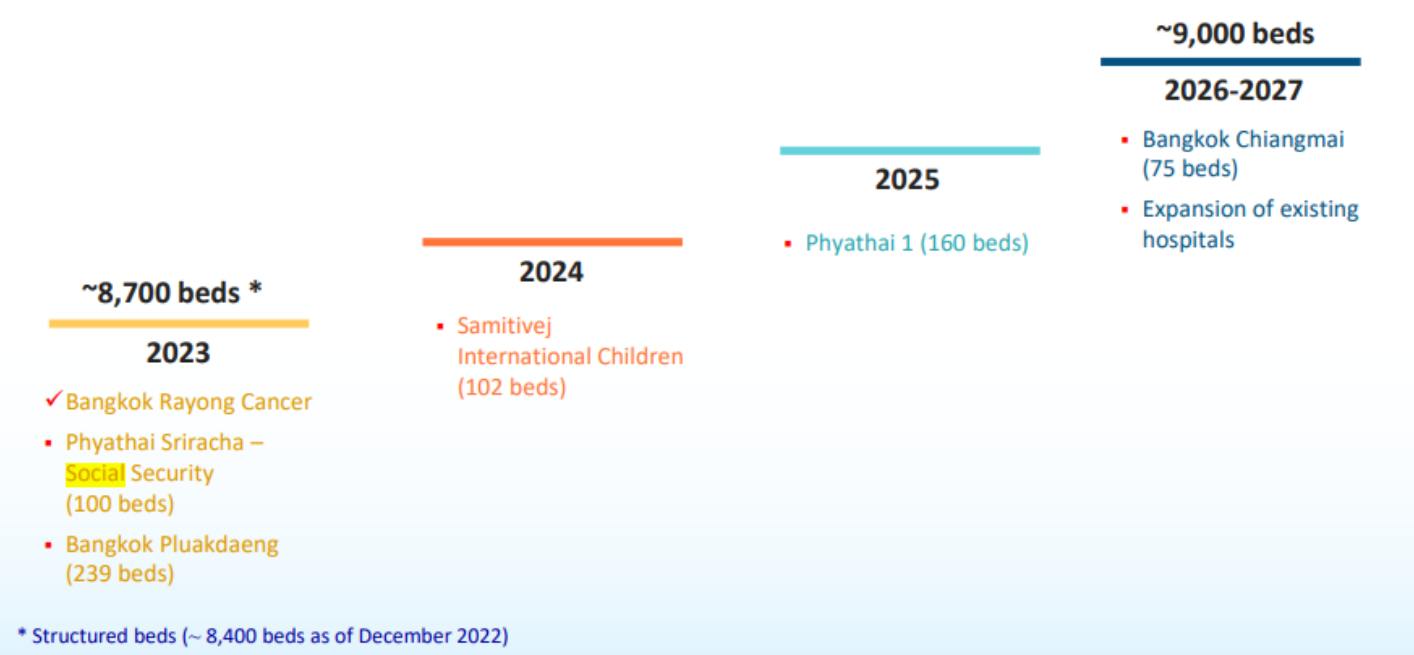 ~8,700 beds *
2023
✓ Bangkok Rayong Cancer
▪ Phyathai Sriracha –
Social Security
(100 beds)
▪ Bangkok Pluakdaeng
(239 beds)
2024
▪ Samitivej
International Children
(102 beds)
2025
▪ Phyathai 1 (160 beds)
~9,000 beds
2026-2027
▪ Bangkok Chiangmai
(75 beds)
▪ Expansion of existing
hospitals
* Structured beds (~ 8,400 beds as of December 2022)